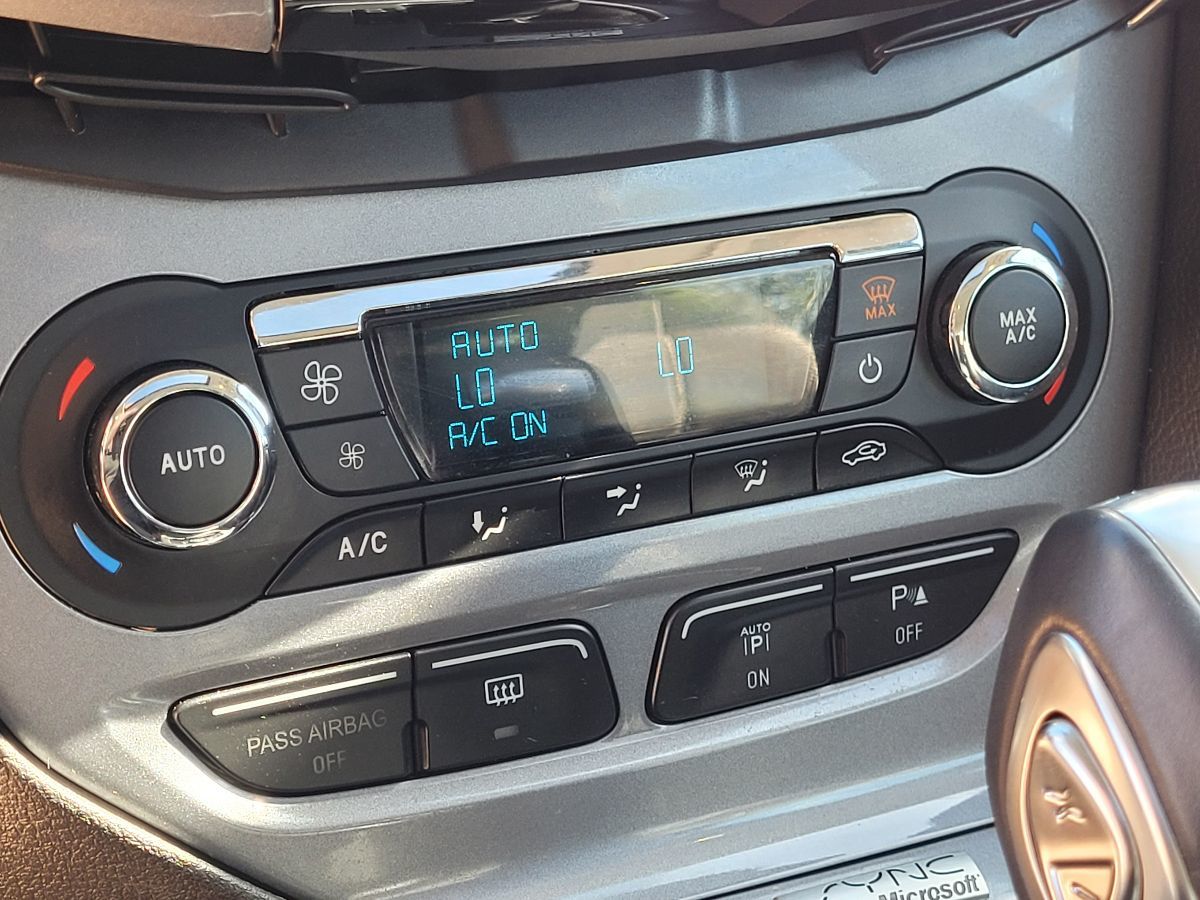 AUTO
LO
LO
A/C ON
MAX
MAX
A/C
AUTO
A/C
AUTO
P
ON
P
OFF
PASS AIRBAG
OFF
SYNC
Microsoft